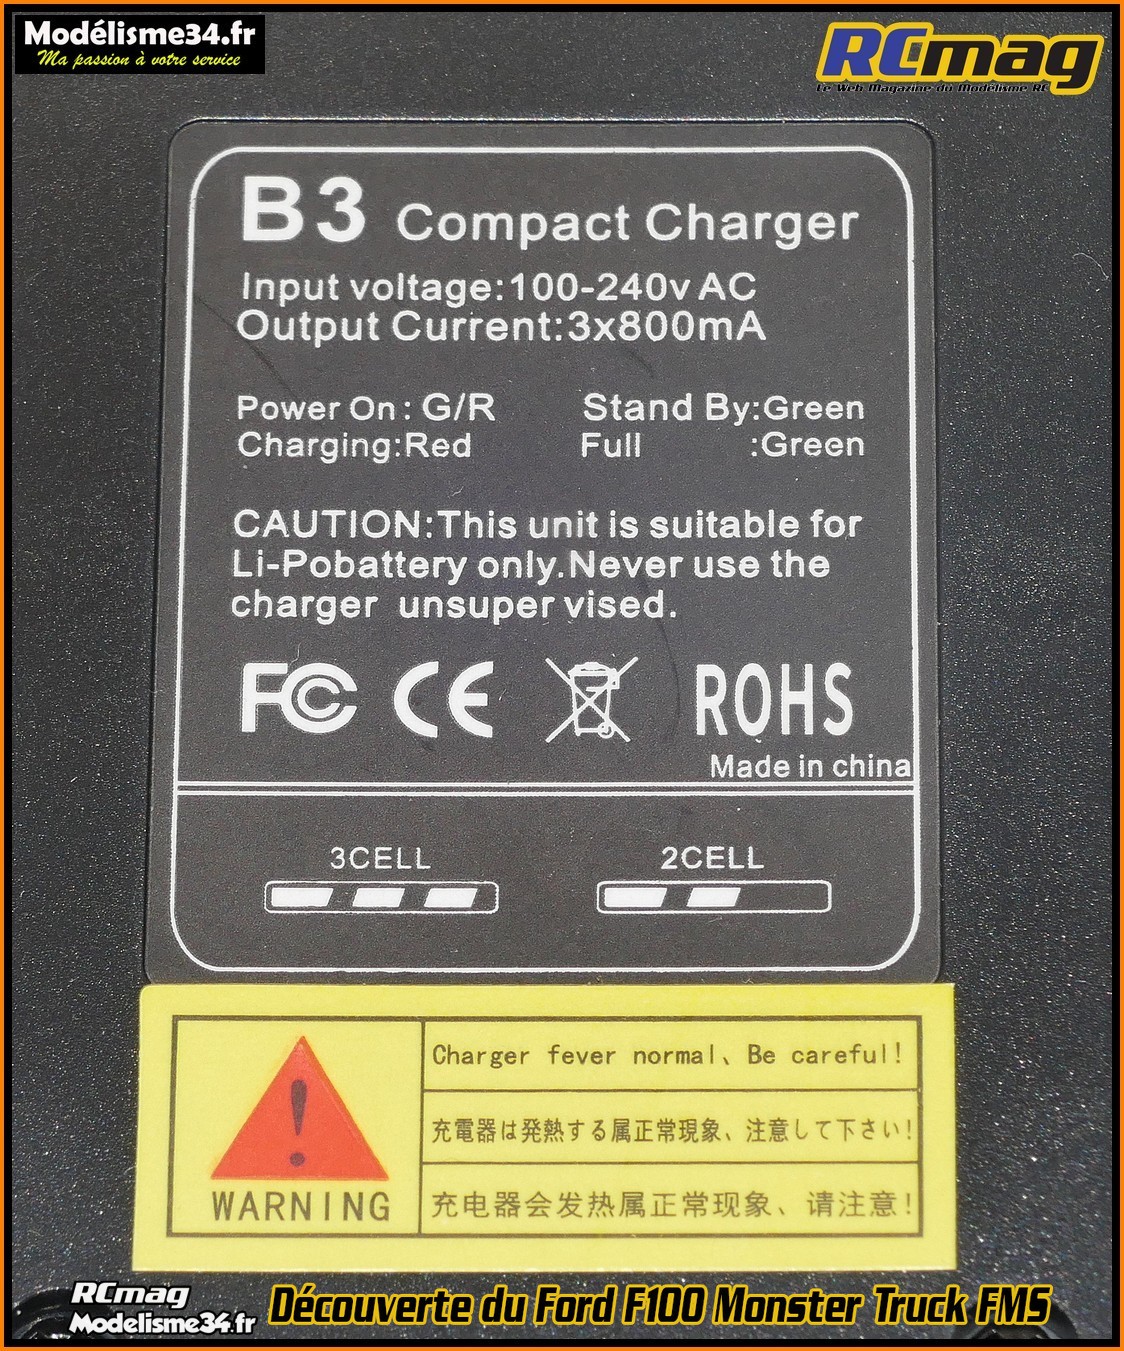 Modélisme34.fr
Ma passion à votre service
RCmag
Le Web Magazine du Modélisme RC
B3 Compact Charger
Input voltage:100-240v AC
Output Current:3x800mA
Power On: G/R Stand By:Green
Charging:Red Full :Green
CAUTION:This unit is suitable for
Li-Pobattery only.Never use the
charger unsuper vised.
FC CE ROHS
Made in china
3CELL 2CELL
Charger fever normal、Be careful!
充電器は発熱する属正常現象、注意して下さい!
WARNING
充电器会发热属正常现象、请注意!
RCmag
Modelisme34.fr
Découverte du Ford F100 Monster Truck FMS